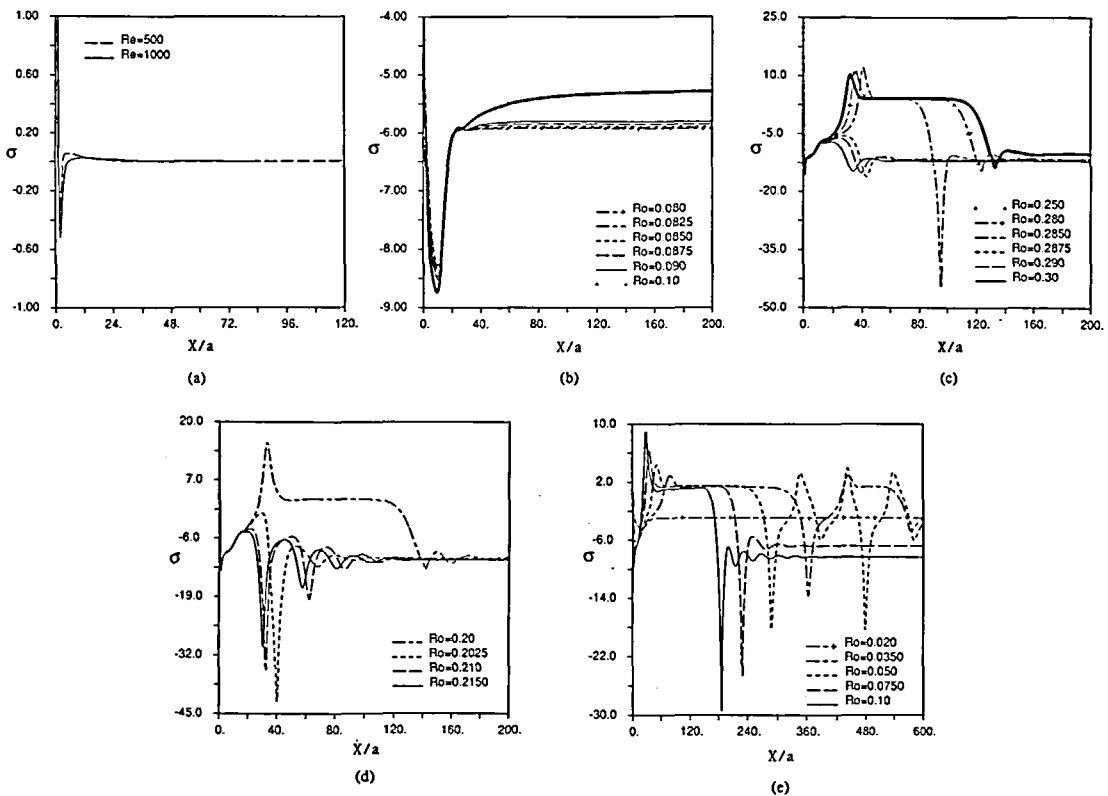 1.00
0.60
0.20
σ
-0.20
-0.60
-1.00
Re=500
Re=1000
0. 24. 48. 72. 96. 120.
X/a
(a)
-4.00
-5.00
-6.00
σ
-7.00
-8.00
-9.00
Ro=0.080
Ro=0.0825
Ro=0.0850
Ro=0.0875
Ro=0.090
Ro=0.10
0. 40. 80. 120. 160. 200.
X/a
(b)
25.0
10.0
-5.0
σ
-20.0
-35.0
-50.0
Ro=0.250
Ro=0.280
Ro=0.2850
Ro=0.2875
Ro=0.290
Ro=0.30
0. 40. 80. 120. 160. 200.
X/a
(c)
20.0
7.0
-6.0
σ
-19.0
-32.0
-45.0
Ro=0.20
Ro=0.2025
Ro=0.210
Ro=0.2150
0. 40. 80. 120. 160. 200.
X/a
(d)
10.0
2.0
-6.0
σ
-14.0
-22.0
-30.0
Ro=0.020
Ro=0.0350
Ro=0.050
Ro=0.0750
Ro=0.10
0. 120. 240. 360. 480. 600.
X/a
(e)